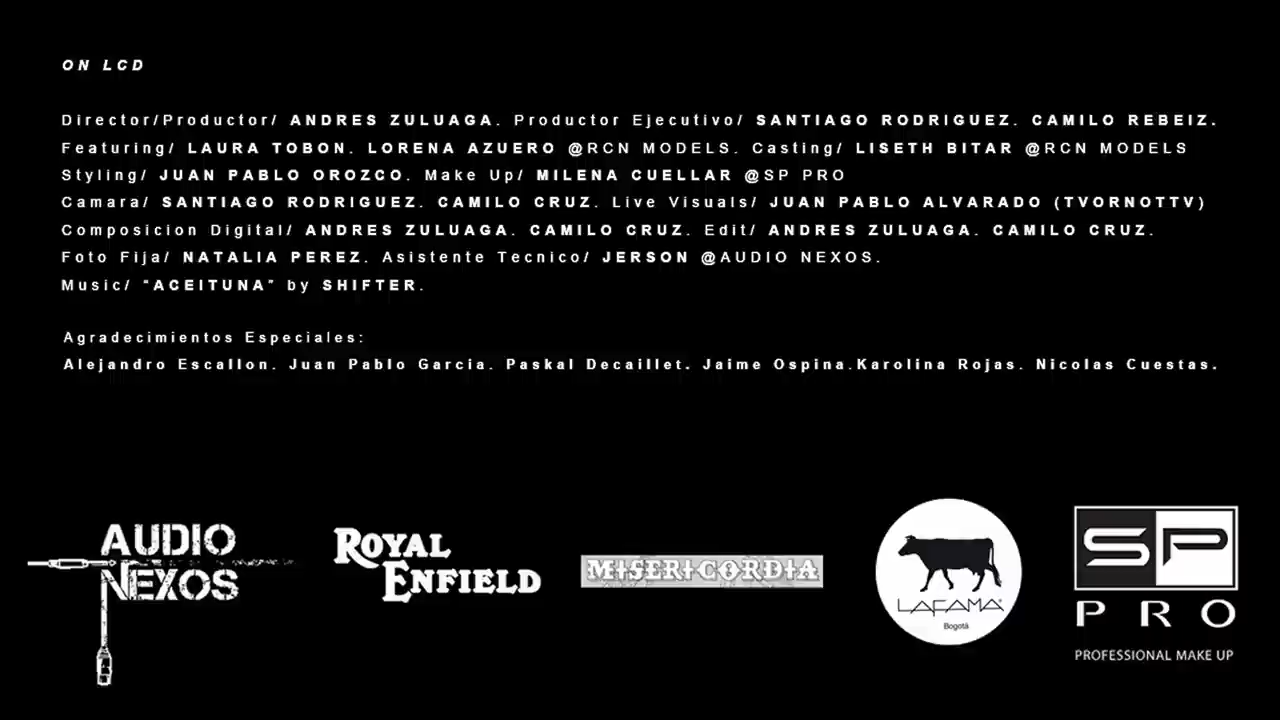 ON LCD
Director/Productor/ ANDRES ZULUAGA. Productor Ejecutivo/ SANTIAGO RODRIGUEZ. CAMILO REBEIZ.
Featuring/ LAURA TOBON. LORENA AZUERO @RCN MODELS. Casting/ LISETH BITAR @RCN MODELS
Styling/ JUAN PABLO OROZCO. Make Up/ MILENA CUELLAR @SP PRO
Camara/ SANTIAGO RODRIGUEZ. CAMILO CRUZ. Live Visuals/ JUAN PABLO ALVARADO (TVORNOTTV)
Composicion Digital/ ANDRES ZULUAGA. CAMILO CRUZ. Edit/ ANDRES ZULUAGA. CAMILO CRUZ.
Foto Fija/ NATALIA PEREZ. Asistente Tecnico/ JERSON @AUDIO NEXOS.
Music/ “ACEITUNA” by SHIFTER.
Agradecimientos Especiales:
Alejandro Escallon. Juan Pablo Garcia. Paskal Decaillet. Jaime Ospina.Karolina Rojas. Nicolas Cuestas.
AUDIO
NEXOS
ROYAL
ENFIELD
MISERICORDIA
LAFAMA®
Bogotá
SP
PRO
PROFESSIONAL MAKE UP